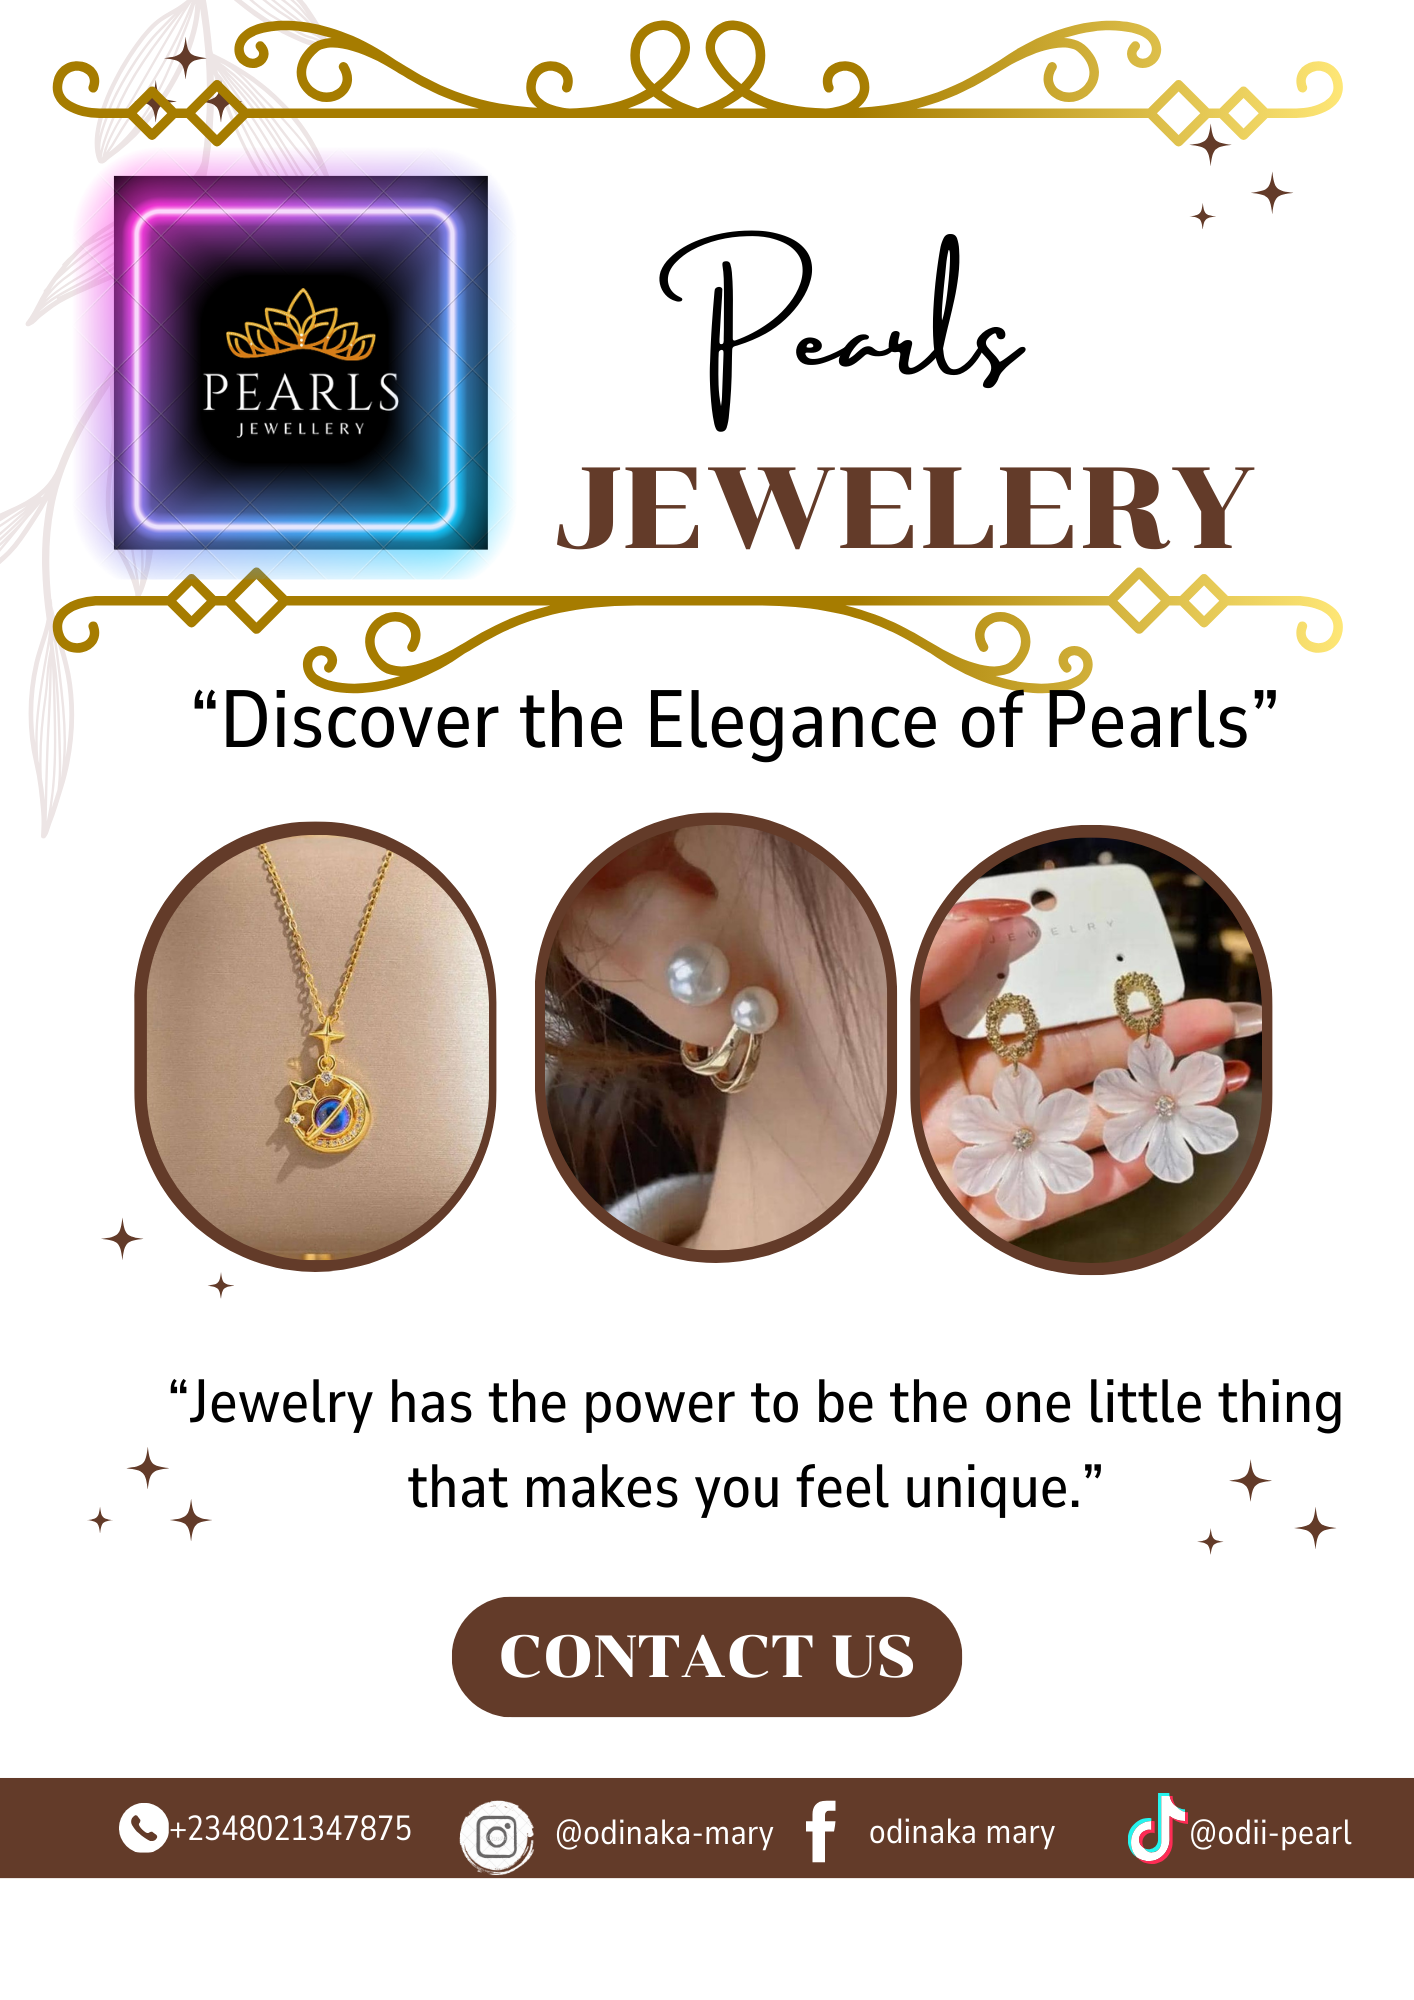 PEARLS
JEWELLERY
Pearls
JEWELERY
“Discover the Elegance of Pearls”
JEWELRY
“Jewelry has the power to be the one little thing
that makes you feel unique.”
CONTACT US
+2348021347875
@odinaka-mary
odinaka mary
@odii-pearl